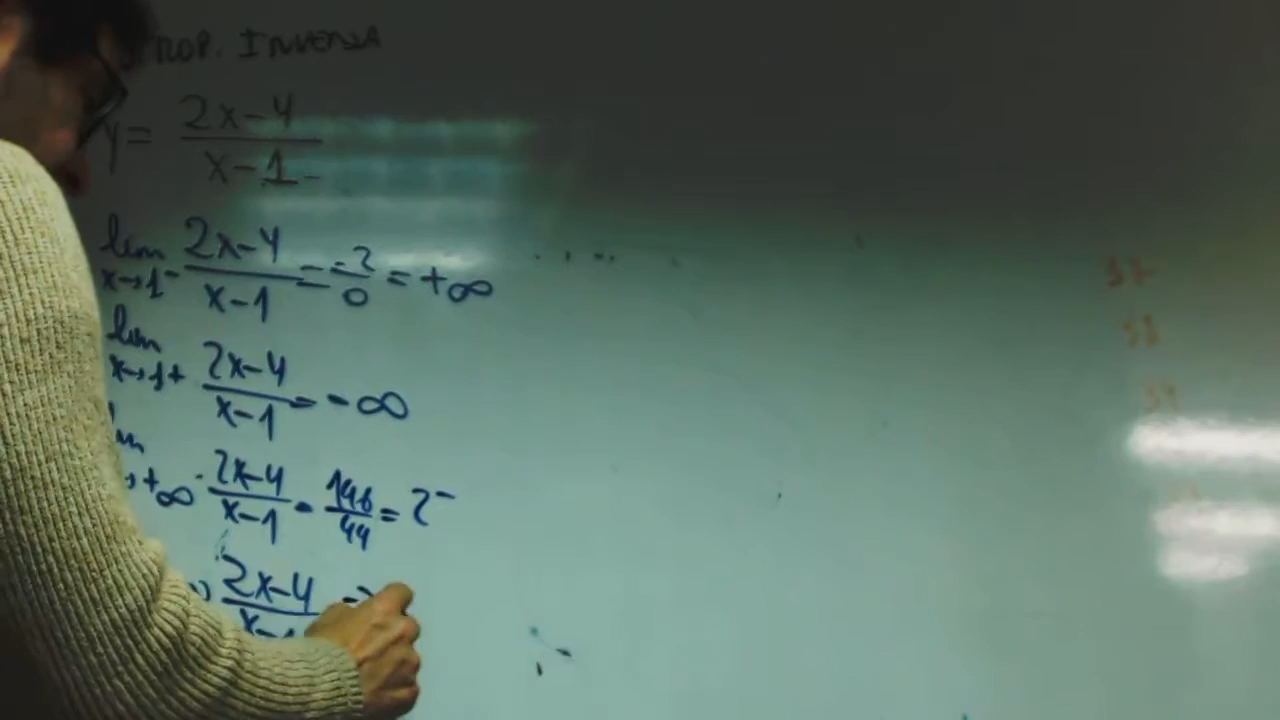 PROP. INVERSA
y = 2x-4 / x-1
lim x→1⁻ 2x-4 / x-1 = -2 / 0 = +∞
lim x→1+ 2x-4 / x-1 = -∞
+∞ 2x-4 / x-1 = 196 / 99 = 2⁻
2x-4 / x-1